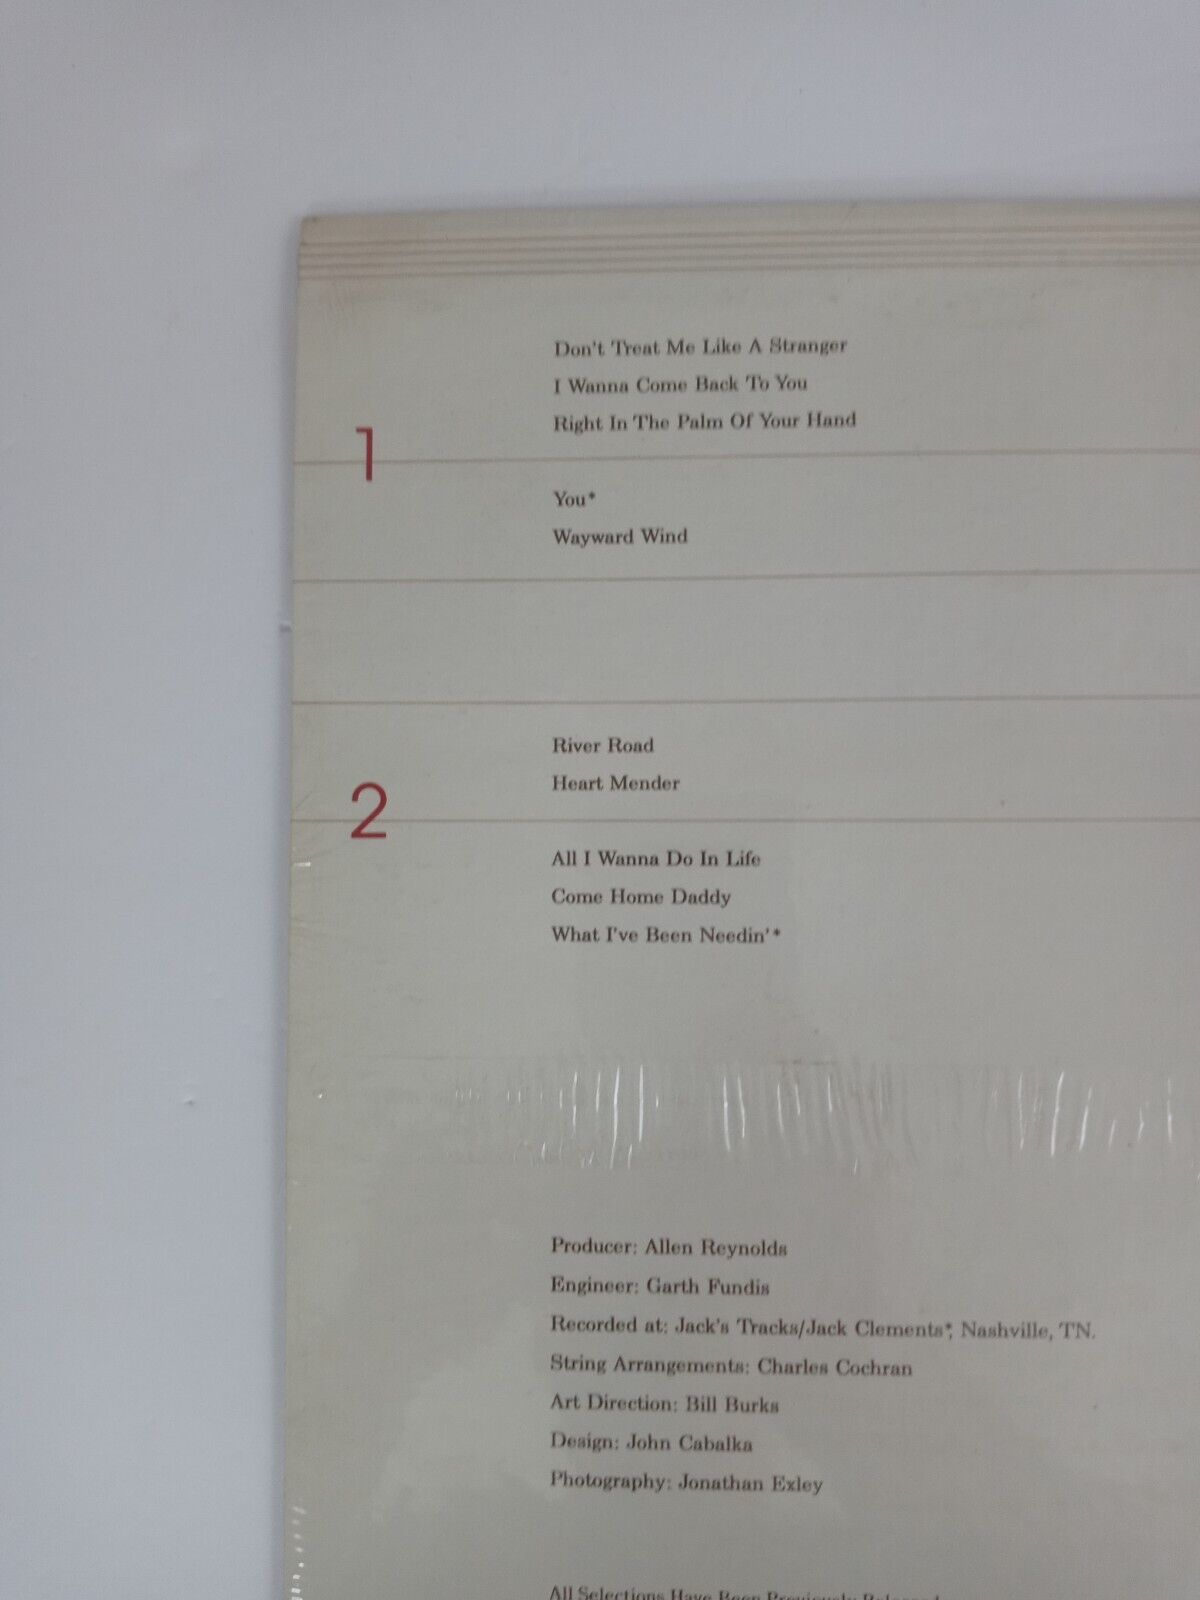 Don't Treat Me Like A Stranger
I Wanna Come Back To You
Right In The Palm Of Your Hand
1
You*
Wayward Wind
River Road
Heart Mender
2
All I Wanna Do In Life
Come Home Daddy
What I've Been Needin'*
Producer: Allen Reynolds
Engineer: Garth Fundis
Recorded at: Jack's Tracks/Jack Clements*, Nashville, TN.
String Arrangements: Charles Cochran
Art Direction: Bill Burks
Design: John Cabalka
Photography: Jonathan Exley
All Selections Have Been Previously Released